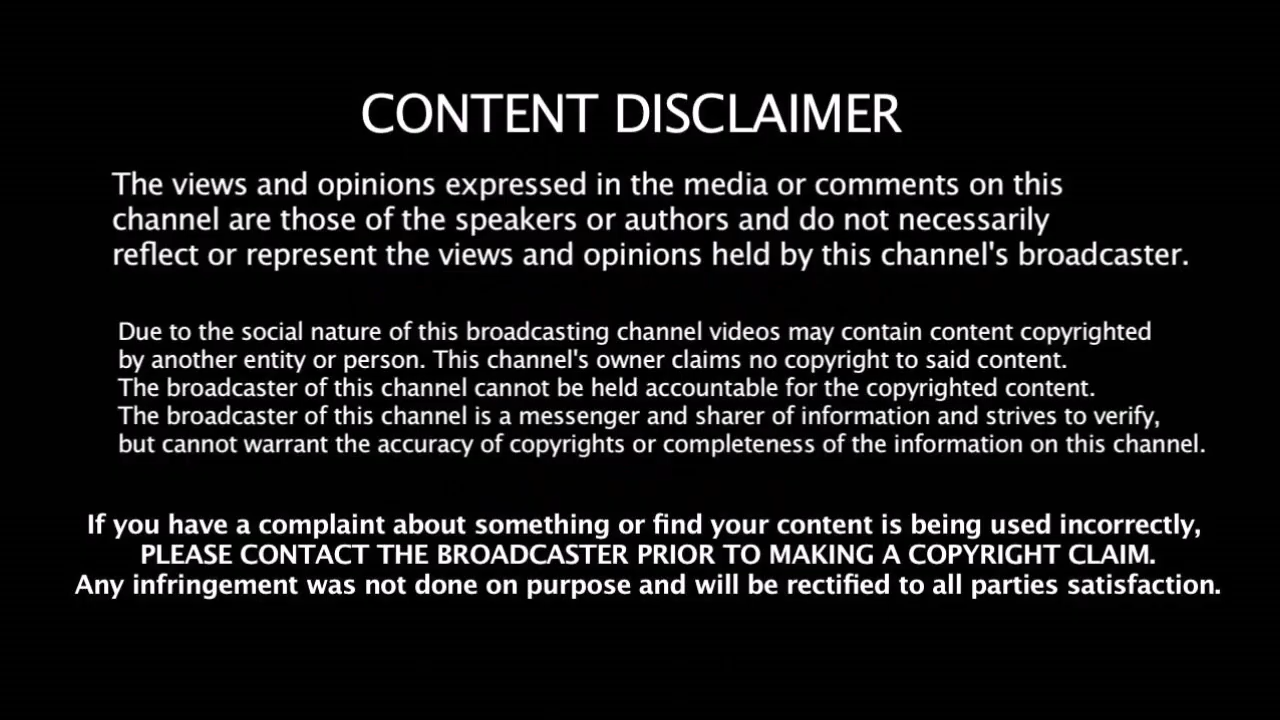 CONTENT DISCLAIMER
The views and opinions expressed in the media or comments on this
channel are those of the speakers or authors and do not necessarily
reflect or represent the views and opinions held by this channel's broadcaster.
Due to the social nature of this broadcasting channel videos may contain content copyrighted
by another entity or person. This channel's owner claims no copyright to said content.
The broadcaster of this channel cannot be held accountable for the copyrighted content.
The broadcaster of this channel is a messenger and sharer of information and strives to verify,
but cannot warrant the accuracy of copyrights or completeness of the information on this channel.
If you have a complaint about something or find your content is being used incorrectly,
PLEASE CONTACT THE BROADCASTER PRIOR TO MAKING A COPYRIGHT CLAIM.
Any infringement was not done on purpose and will be rectified to all parties satisfaction.